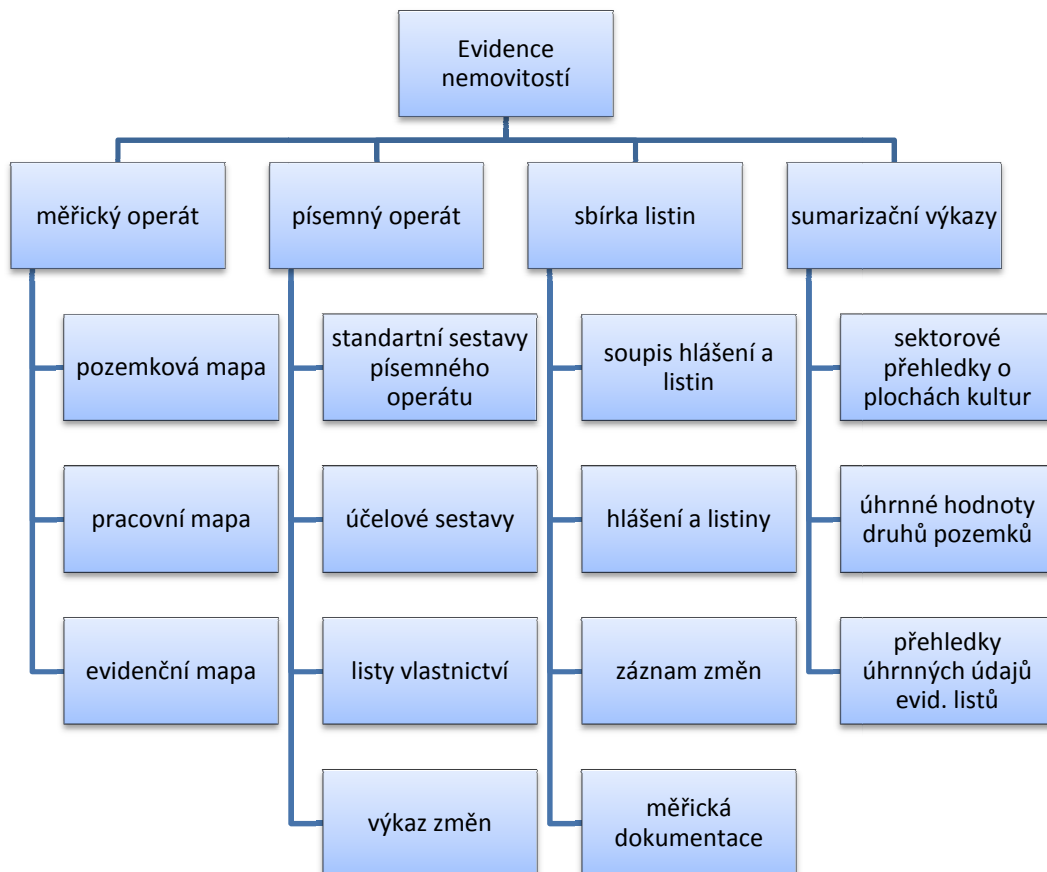 Evidence
nemovitostí
měřický operát
písemný operát
sbírka listin
sumarizační výkazy
pozemková mapa
pracovní mapa
evidenční mapa
standartní sestavy
písemného
operátu
účelové sestavy
listy vlastnictví
výkaz změn
soupis hlášení a
listin
hlášení a listiny
záznam změn
měřická
dokumentace
sektorové
přehledky o
plochách kultur
úhrnné hodnoty
druhů pozemků
přehledky
úhrnných údajů
evid. listů